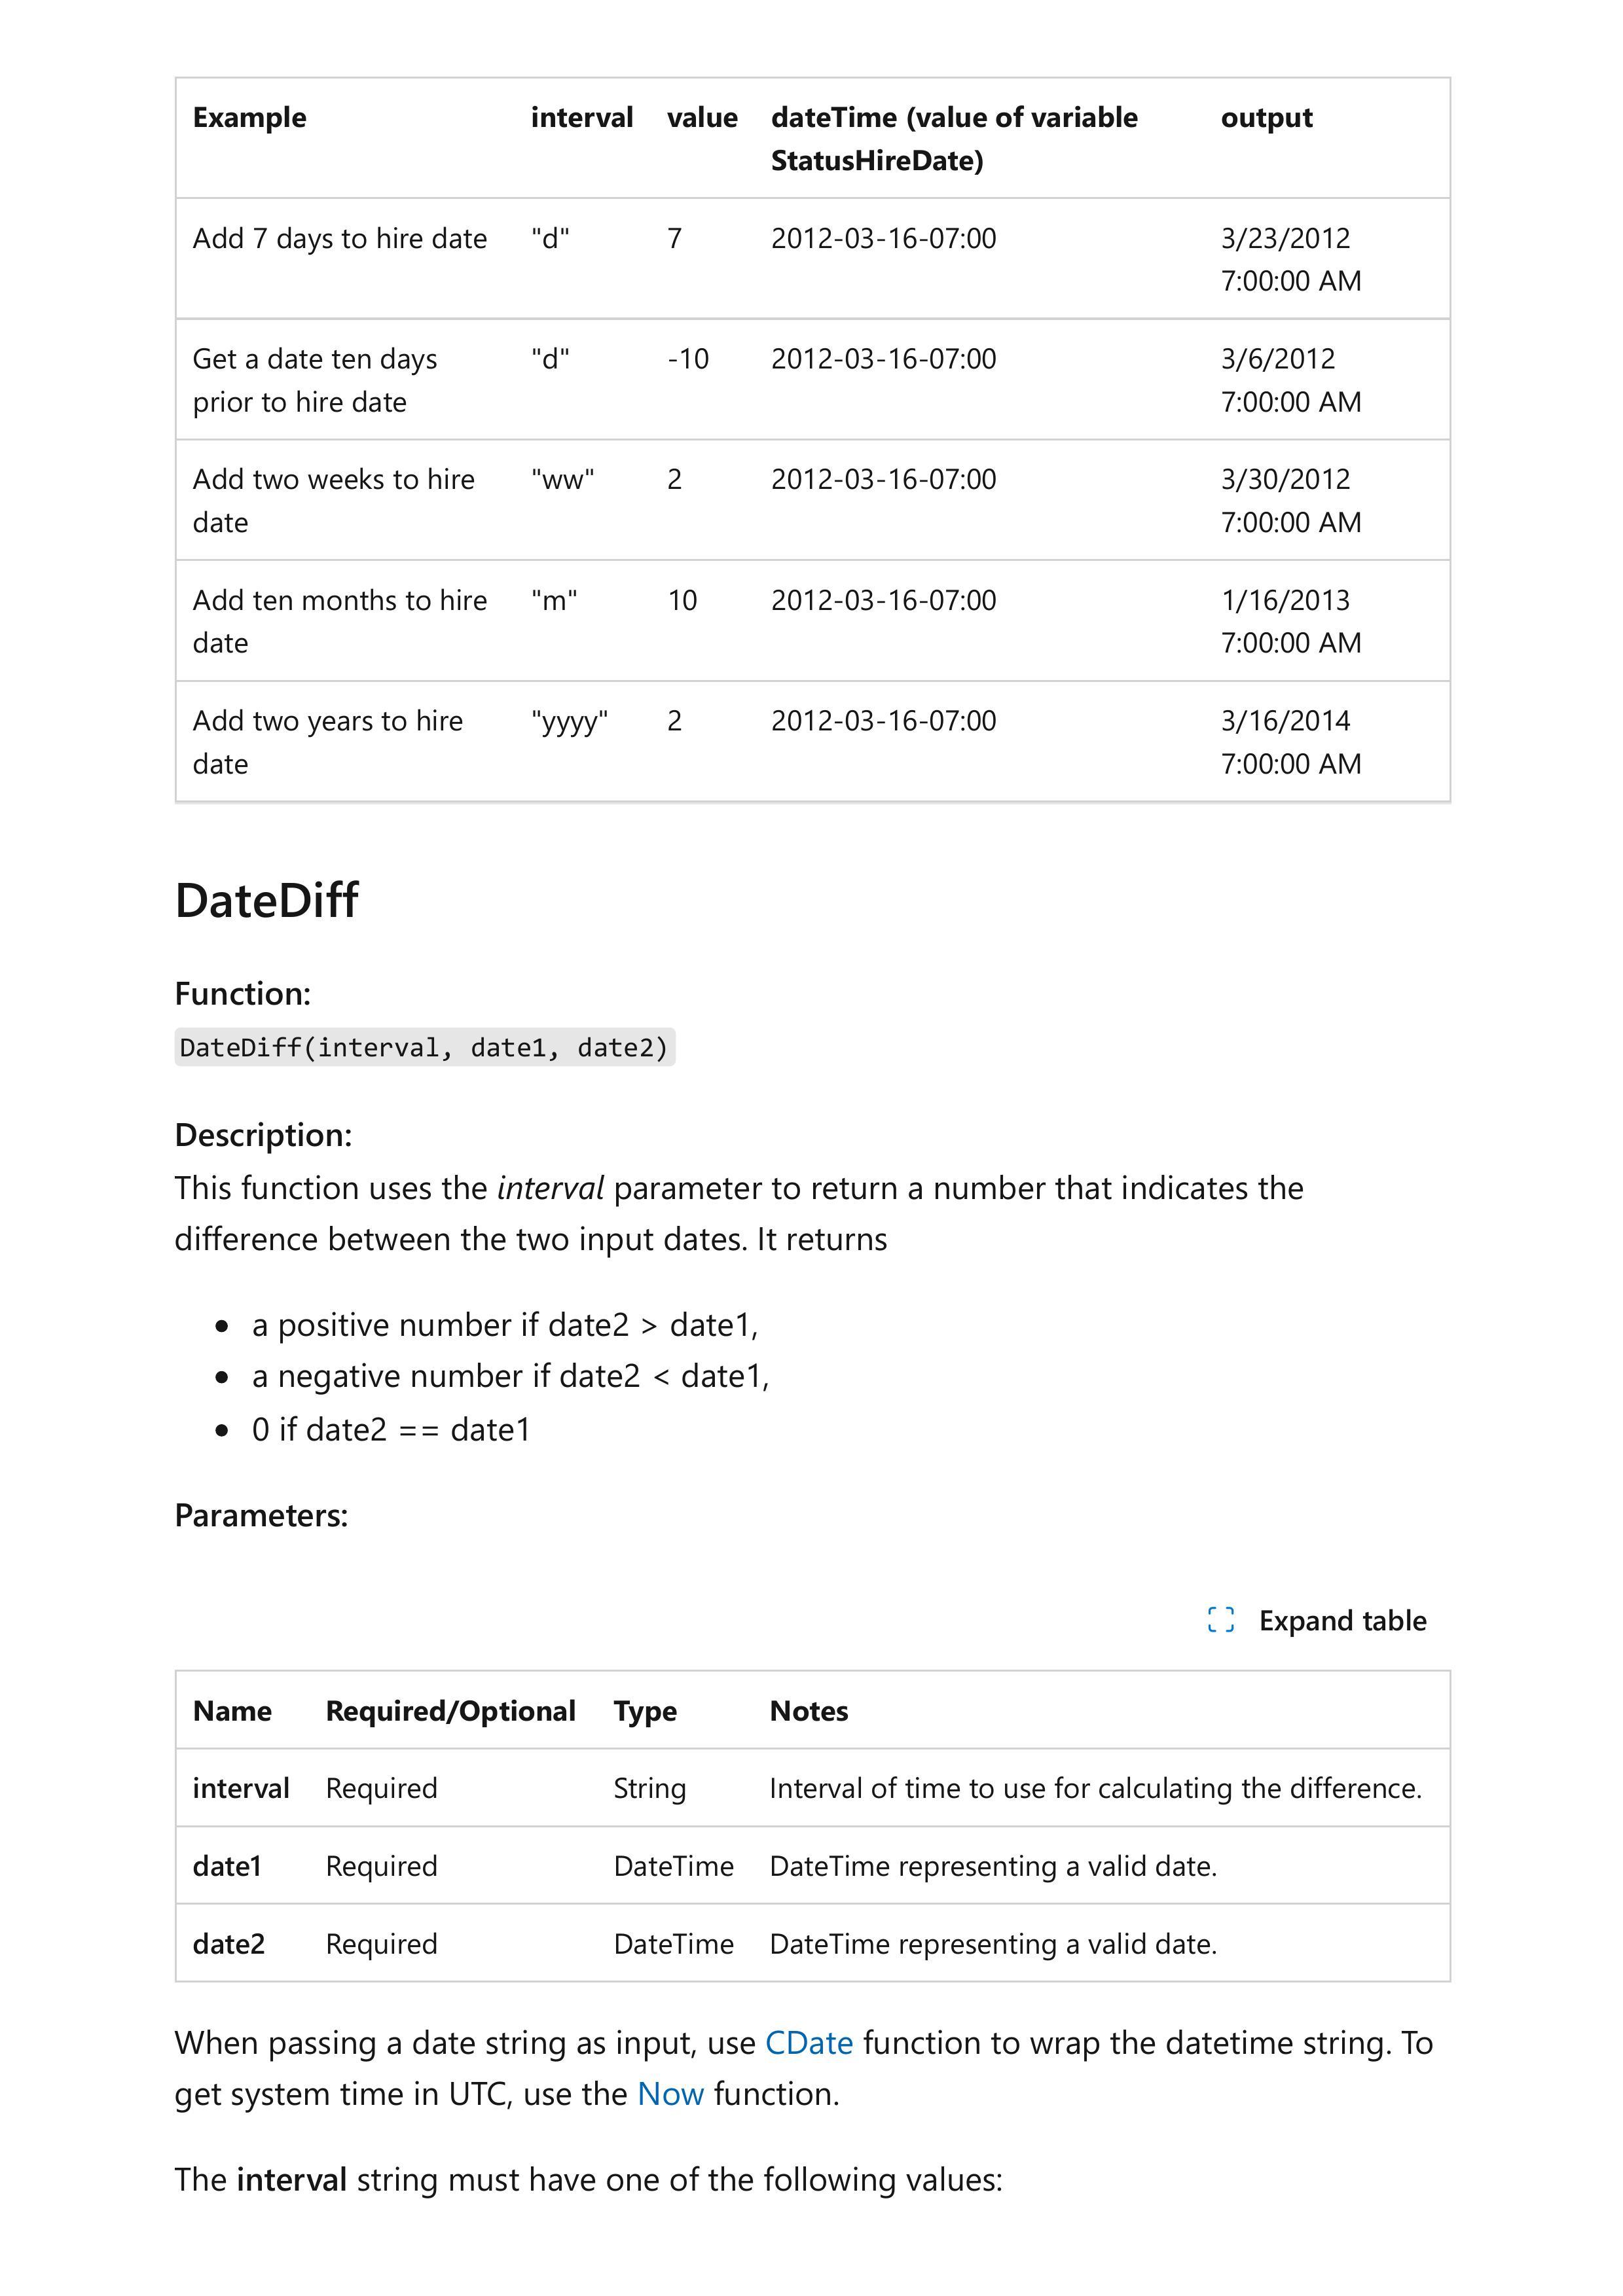 Example interval value dateTime (value of variable output
StatusHireDate)
Add 7 days to hire date "d" 7 2012-03-16-07:00 3/23/2012
7:00:00 AM
Get a date ten days "d" -10 2012-03-16-07:00 3/6/2012
prior to hire date 7:00:00 AM
Add two weeks to hire "ww" 2 2012-03-16-07:00 3/30/2012
date 7:00:00 AM
Add ten months to hire "m" 10 2012-03-16-07:00 1/16/2013
date 7:00:00 AM
Add two years to hire "yyyy" 2 2012-03-16-07:00 3/16/2014
date 7:00:00 AM
DateDiff
Function:
DateDiff(interval, date1, date2)
Description:
This function uses the interval parameter to return a number that indicates the
difference between the two input dates. It returns
• a positive number if date2 > date1,
• a negative number if date2 < date1,
• 0 if date2 == date1
Parameters:
Expand table
Name Required/Optional Type Notes
interval Required String Interval of time to use for calculating the difference.
date1 Required DateTime DateTime representing a valid date.
date2 Required DateTime DateTime representing a valid date.
When passing a date string as input, use CDate function to wrap the datetime string. To
get system time in UTC, use the Now function.
The interval string must have one of the following values: